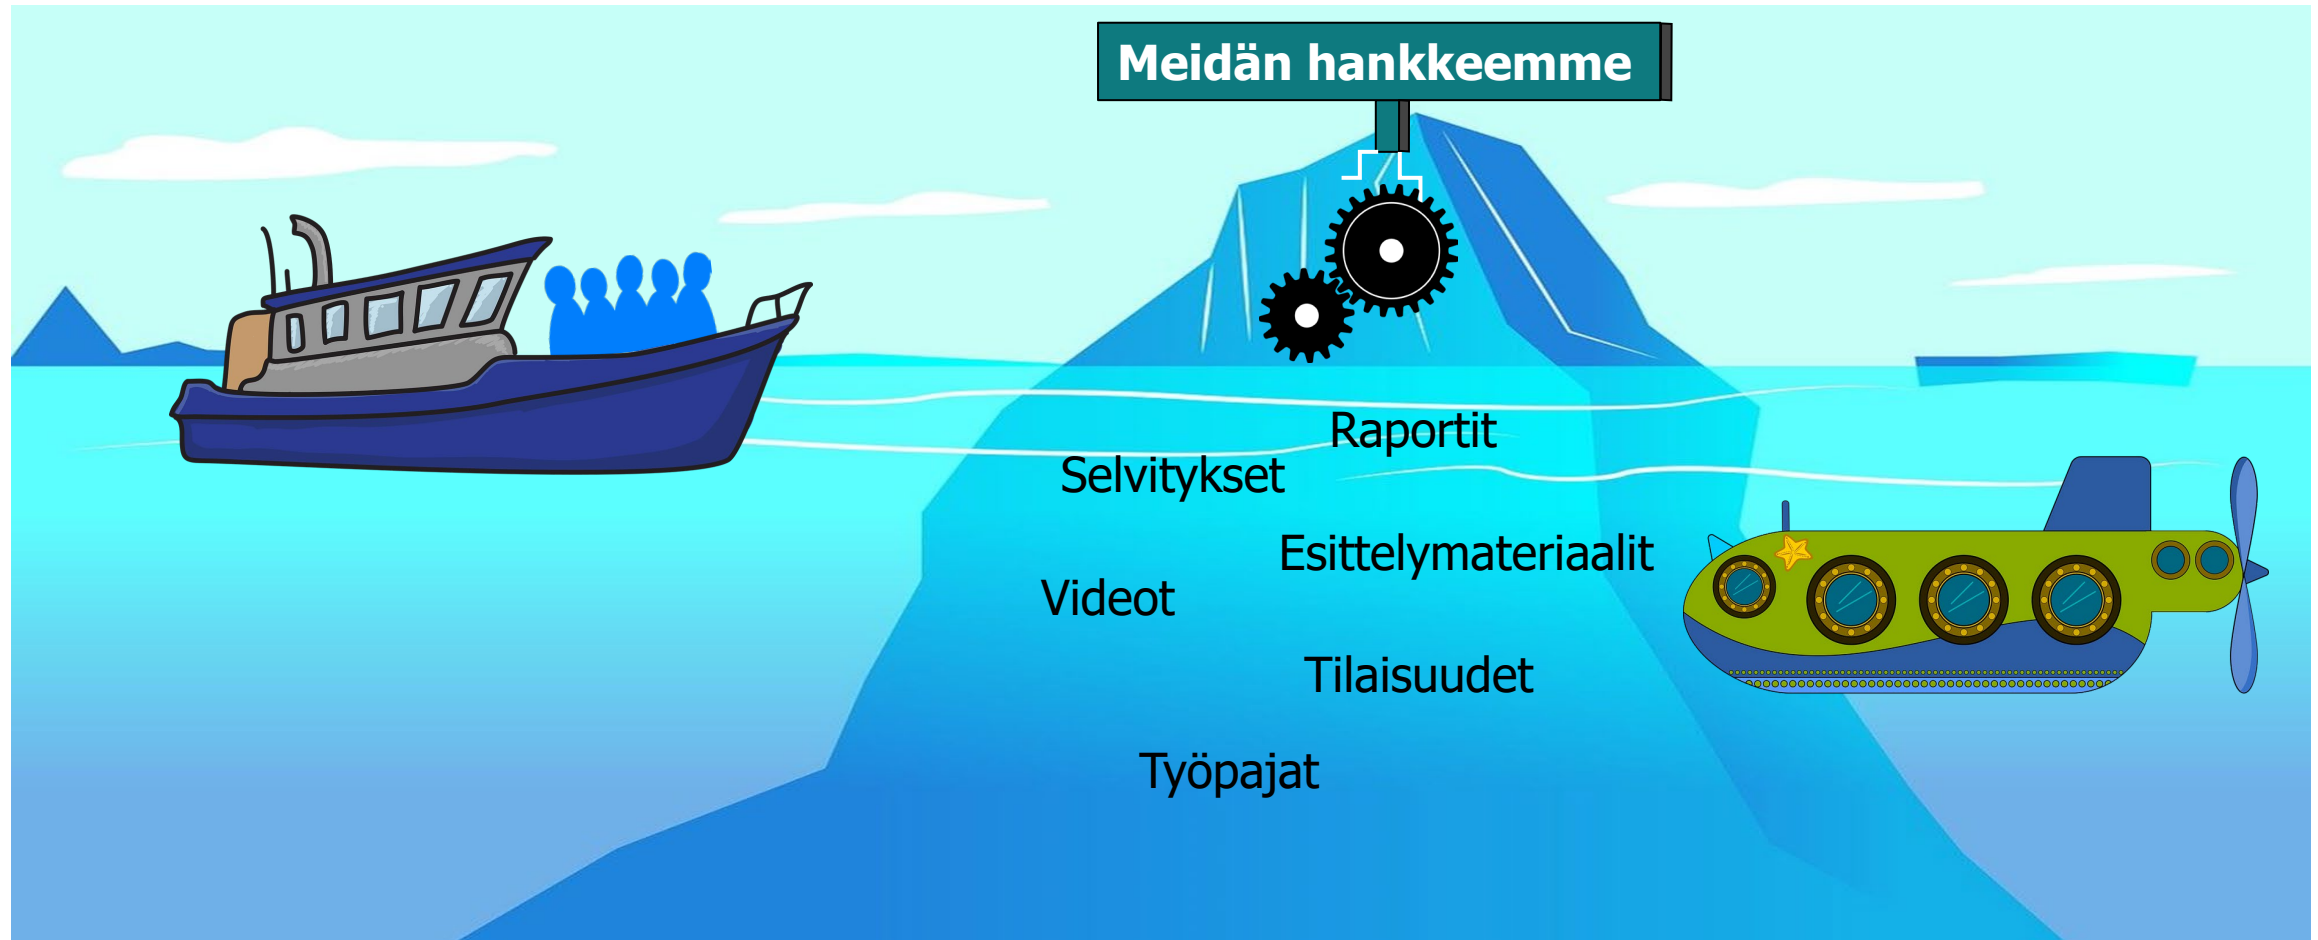 Meidän hankkeemme
Raportit
Selvitykset
Esittelymateriaalit
Videot
Tilaisuudet
Työpajat